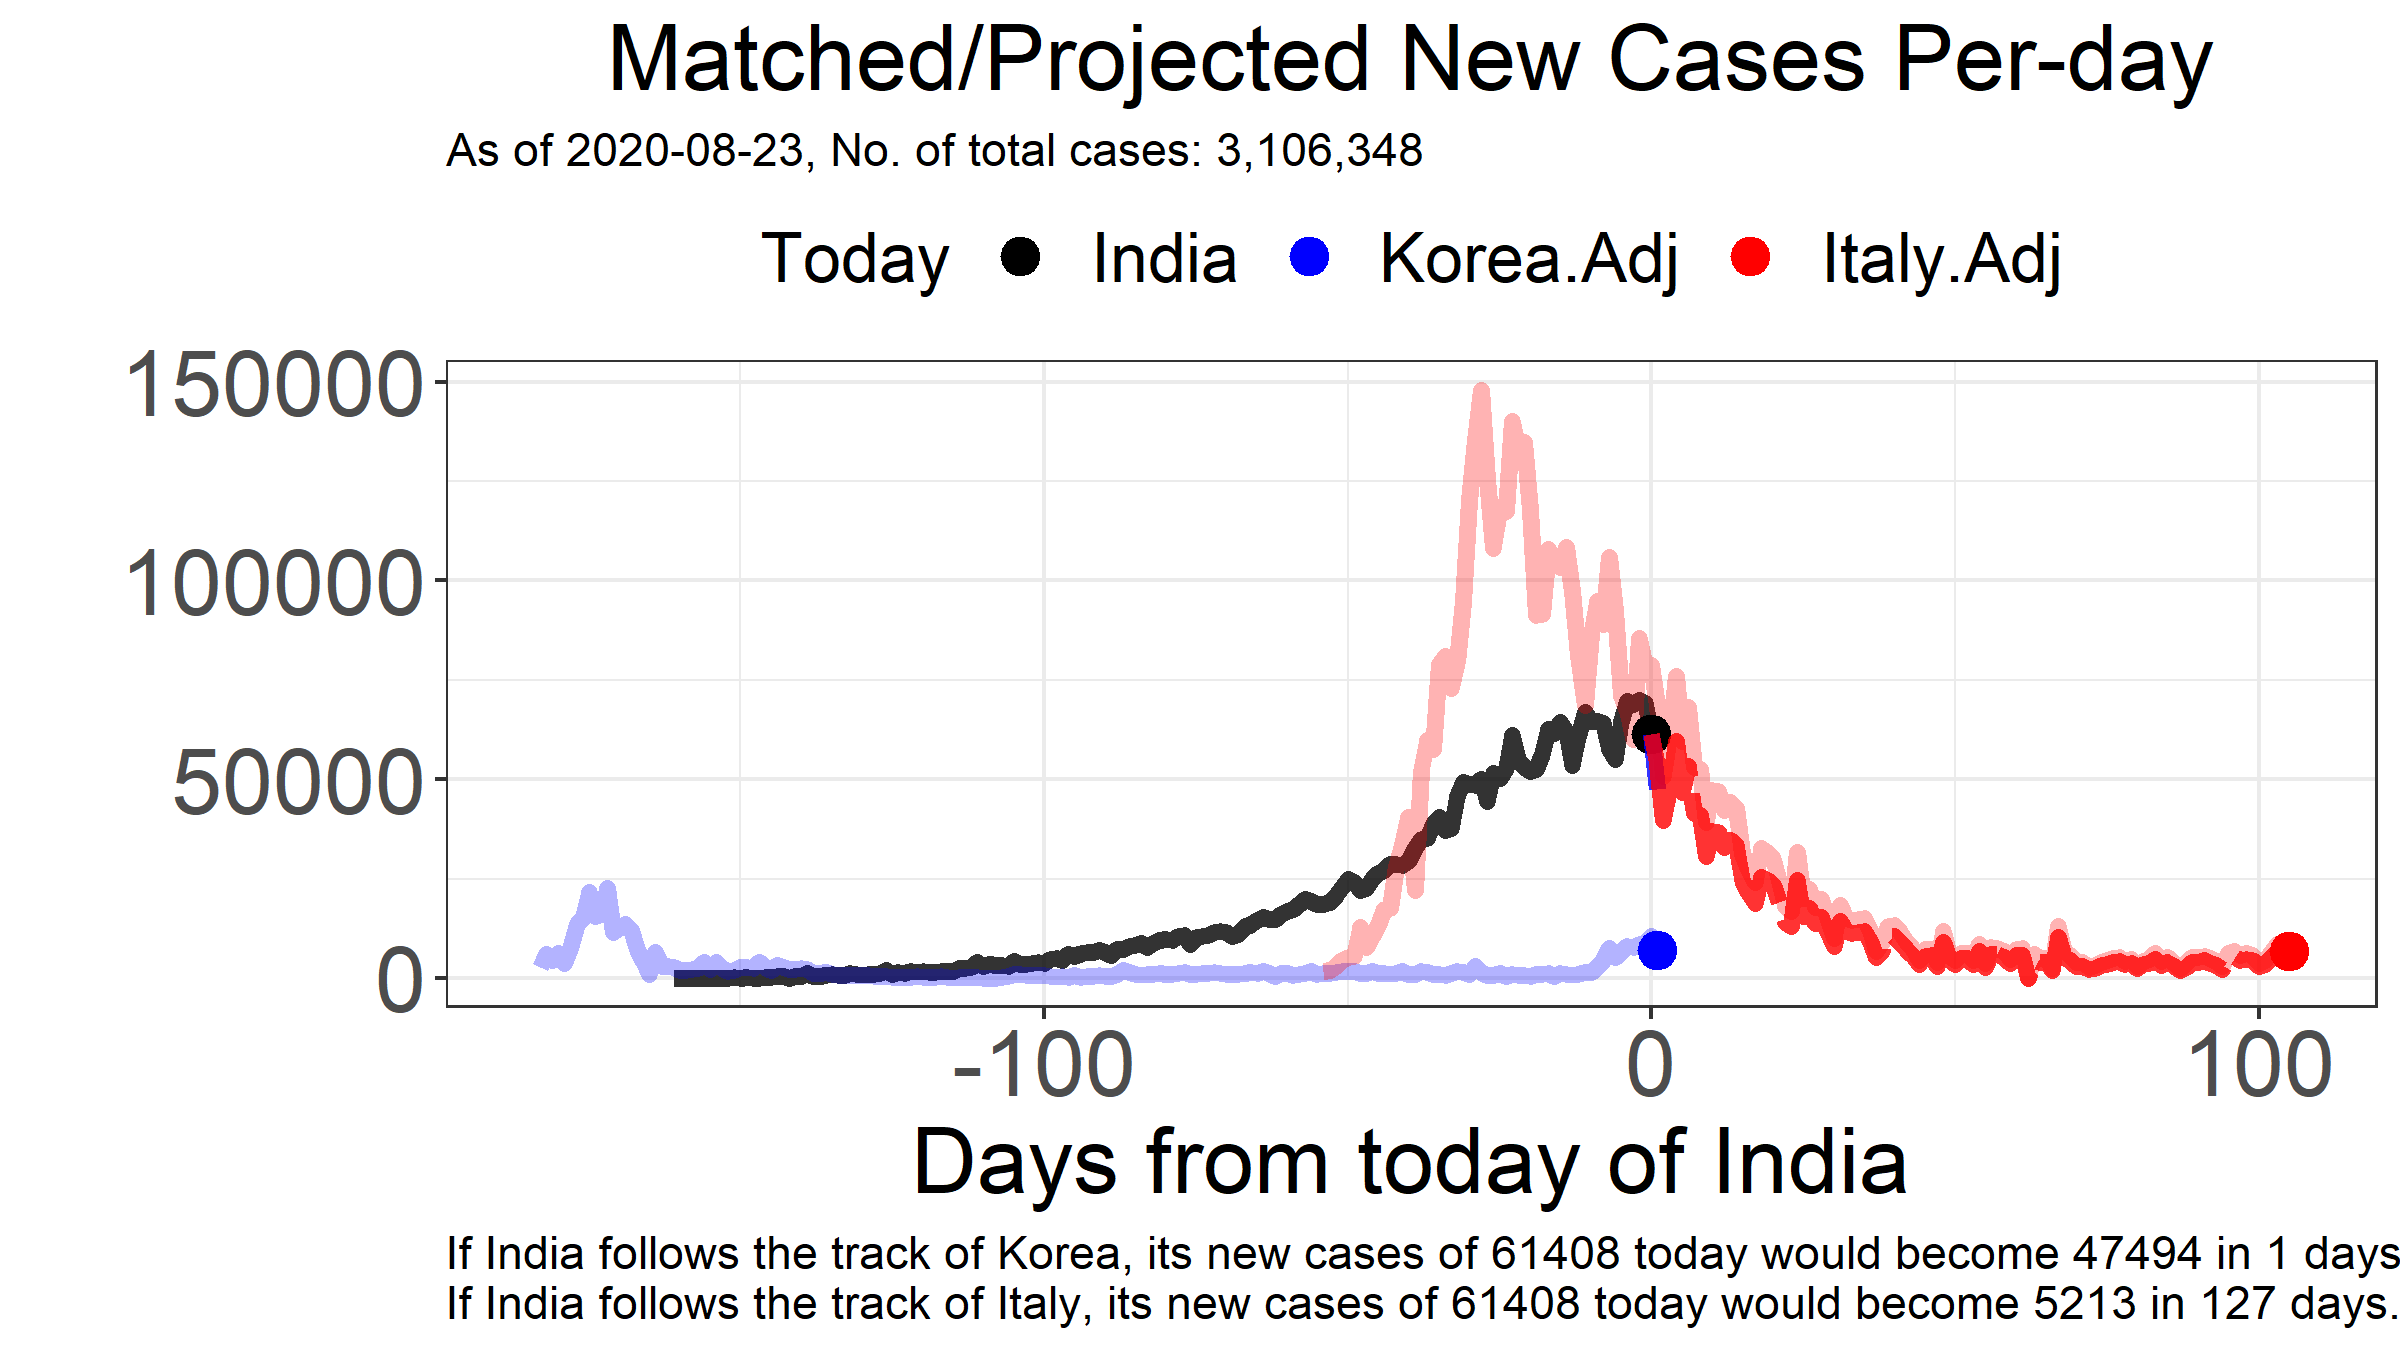 Matched/Projected New Cases Per-day
As of 2020-08-23, No. of total cases: 3,106,348
Today India Korea.Adj Italy.Adj
150000
100000
50000
0
-100 0 100
Days from today of India
If India follows the track of Korea, its new cases of 61408 today would become 47494 in 1 days
If India follows the track of Italy, its new cases of 61408 today would become 5213 in 127 days.